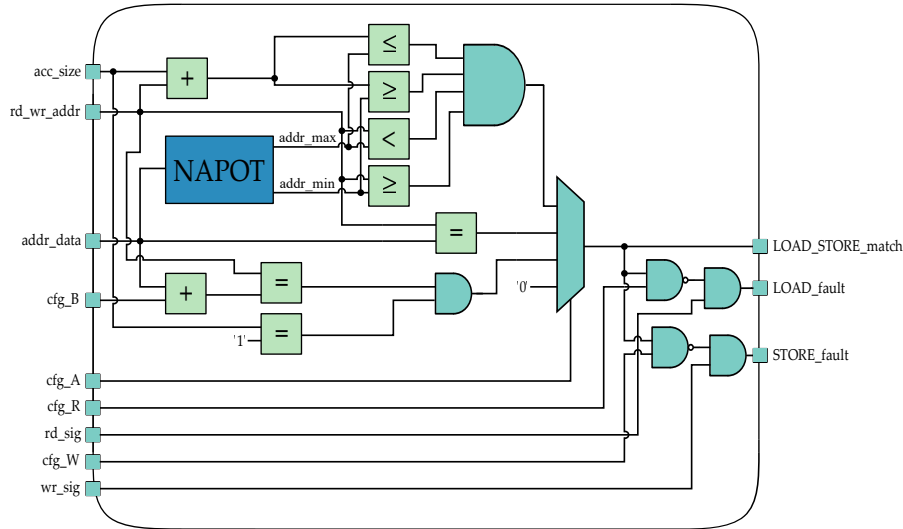 acc_size
+
≤
rd_wr_addr
≥
addr_max
<
NAPOT
addr_min
≥
addr_data
=
LOAD_STORE_match
cfg_B
+
=
'0'
LOAD_fault
'1'
=
STORE_fault
cfg_A
cfg_R
rd_sig
cfg_W
wr_sig